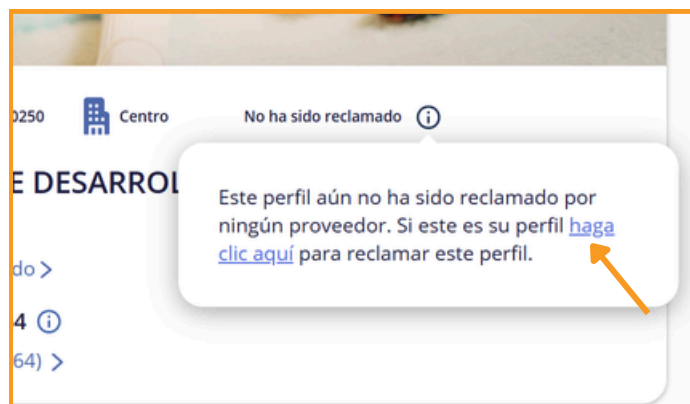 0250 Centro No ha sido reclamado
E DESARROL
Este perfil aún no ha sido reclamado por
ningún proveedor. Si este es su perfil haga
clic aquí para reclamar este perfil.
do >
4
64) >